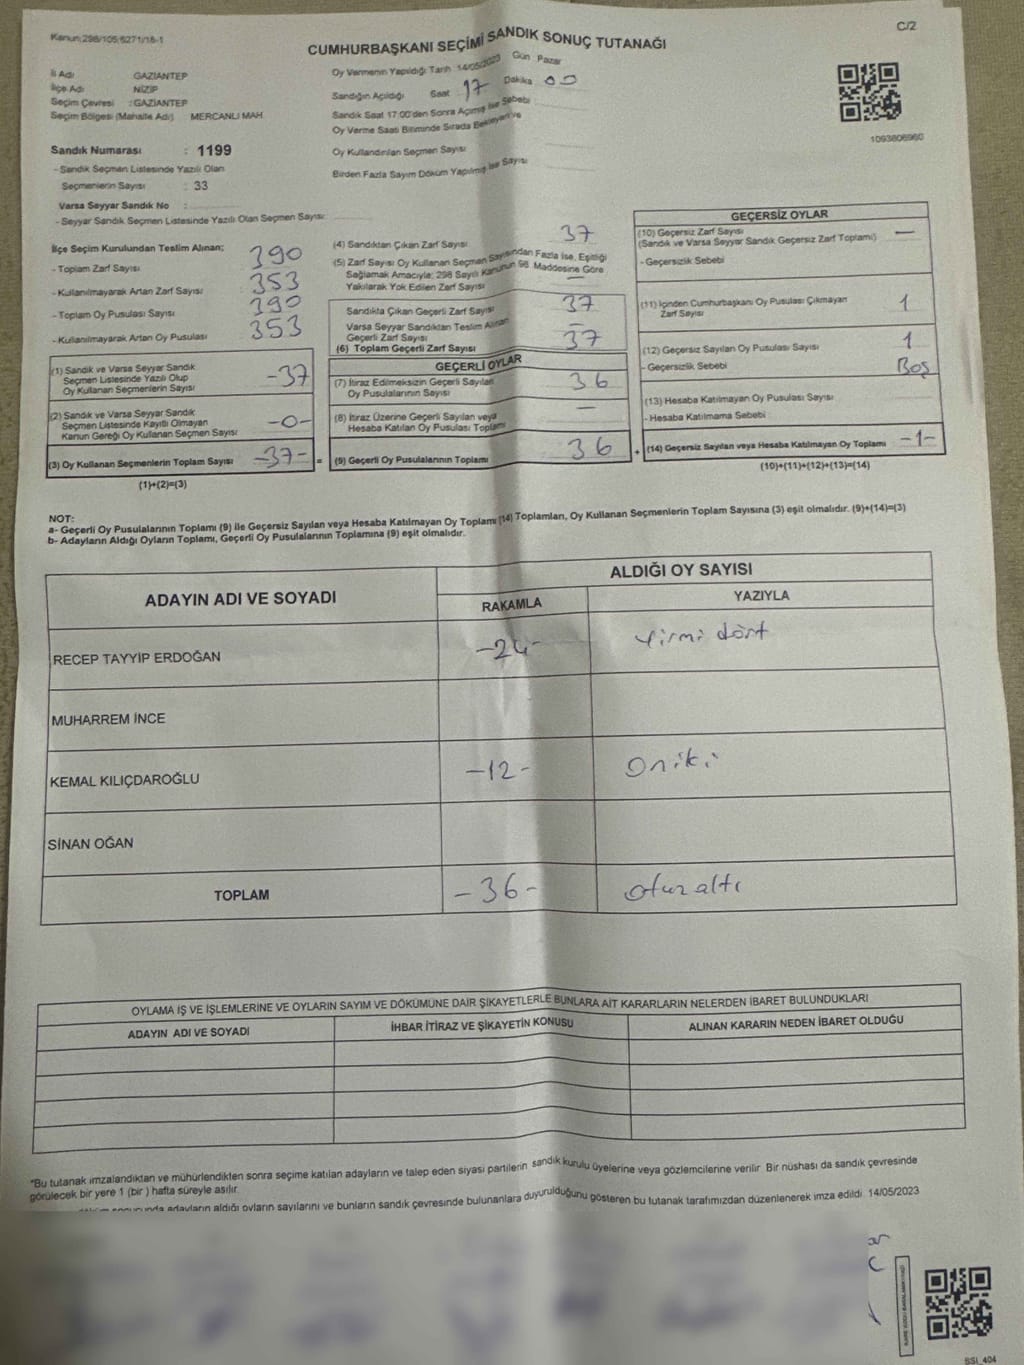 Kanun:298/105;6271/18-1
C/2
CUMHURBAŞKANI SEÇİMİ SANDIK SONUÇ TUTANAĞI
İl Adı GAZİANTEP
İlçe Adı NİZİP
Seçim Çevresi :GAZİANTEP
Seçim Bölgesi (Mahalle Adı) MERCANLI MAH
Sandık Numarası : 1199
- Sandık Seçmen Listesinde Yazılı Olan
Seçmenlerin Sayısı : 33
Varsa Seyyar Sandık No :
- Seyyar Sandık Seçmen Listesinde Yazılı Olan Seçmen Sayısı:
Oy Vermenin Yapıldığı Tarih 14/05/2023 Gün Pazar
Sandığın Açıldığı Saat 17 Dakika 00
Sandık Saat 17:00'den Sonra Açılmış İse Sebebi
Oy Verme Saati Bitiminde Sırada Bekleyen ve
Oy Kullandırılan Seçmen Sayısı
Birden Fazla Sayım Döküm Yapılmış İse Sayısı
1093806960
İlçe Seçim Kurulundan Teslim Alınan;
- Toplam Zarf Sayısı : 390
- Kullanılmayarak Artan Zarf Sayısı : 353
- Toplam Oy Pusulası Sayısı : 390
- Kullanılmayarak Artan Oy Pusulası 353
(1) Sandık ve Varsa Seyyar Sandık
Seçmen Listesinde Yazılı Olup
Oy Kullanan Seçmenlerin Sayısı -37
(2) Sandık ve Varsa Seyyar Sandık
Seçmen Listesinde Kayıtlı Olmayan
Kanun Gereği Oy Kullanan Seçmen Sayısı -0-
(3) Oy Kullanan Seçmenlerin Toplam Sayısı -37- =
(1)+(2)=(3)
(4) Sandıktan Çıkan Zarf Sayısı 37
(5) Zarf Sayısı Oy Kullanan Seçmen Sayısından Fazla İse, Eşitliği
Sağlamak Amacıyla; 298 Sayılı Kanunun 98. Maddesine Göre
Yakılarak Yok Edilen Zarf Sayısı —
Sandıkta Çıkan Geçerli Zarf Sayısı 37
Varsa Seyyar Sandıktan Teslim Alınan
Geçerli Zarf Sayısı —
(6) Toplam Geçerli Zarf Sayısı 37
GEÇERLİ OYLAR
(7) İtiraz Edilmeksizin Geçerli Sayılan
Oy Pusulalarının Sayısı 36
(8) İtiraz Üzerine Geçerli Sayılan veya
Hesaba Katılan Oy Pusulası Toplamı —
(9) Geçerli Oy Pusulalarının Toplamı 36 +
GEÇERSİZ OYLAR
(10) Geçersiz Zarf Sayısı —
(Sandık ve Varsa Seyyar Sandık Geçersiz Zarf Toplamı)
- Geçersizlik Sebebi
(11) İçinden Cumhurbaşkanı Oy Pusulası Çıkmayan
Zarf Sayısı 1
(12) Geçersiz Sayılan Oy Pusulası Sayısı 1
- Geçersizlik Sebebi Boş
(13) Hesaba Katılmayan Oy Pusulası Sayısı
- Hesaba Katılmama Sebebi
(14) Geçersiz Sayılan veya Hesaba Katılmayan Oy Toplamı -1-
(10)+(11)+(12)+(13)=(14)
NOT:
a- Geçerli Oy Pusulalarının Toplamı (9) ile Geçersiz Sayılan veya Hesaba Katılmayan Oy Toplamı (14) Toplamları, Oy Kullanan Seçmenlerin Toplam Sayısına (3) eşit olmalıdır. (9)+(14)=(3)
b- Adayların Aldığı Oyların Toplamı, Geçerli Oy Pusulalarının Toplamına (9) eşit olmalıdır.
ADAYIN ADI VE SOYADI
ALDIĞI OY SAYISI
RAKAMLA YAZIYLA
RECEP TAYYİP ERDOĞAN -24- Yirmi dört
MUHARREM İNCE
KEMAL KILIÇDAROĞLU -12- Oniki
SİNAN OĞAN
TOPLAM -36- otuzaltı
OYLAMA İŞ VE İŞLEMLERİNE VE OYLARIN SAYIM VE DÖKÜMÜNE DAİR ŞİKAYETLERLE BUNLARA AİT KARARLARIN NELERDEN İBARET BULUNDUKLARI
ADAYIN ADI VE SOYADI İHBAR İTİRAZ VE ŞİKAYETİN KONUSU ALINAN KARARIN NEDEN İBARET OLDUĞU
*Bu tutanak imzalandıktan ve mühürlendikten sonra seçime katılan adayların ve talep eden siyasi partilerin sandık kurulu üyelerine veya gözlemcilerine verilir. Bir nüshası da sandık çevresinde
görülecek bir yere 1 (bir ) hafta süreyle asılır.
adayların aldığı oyların sayılarını ve bunların sandık çevresinde bulunanlara duyurulduğunu gösteren bu tutanak tarafımızdan düzenlenerek imza edildi. 14/05/2023
SSI_404